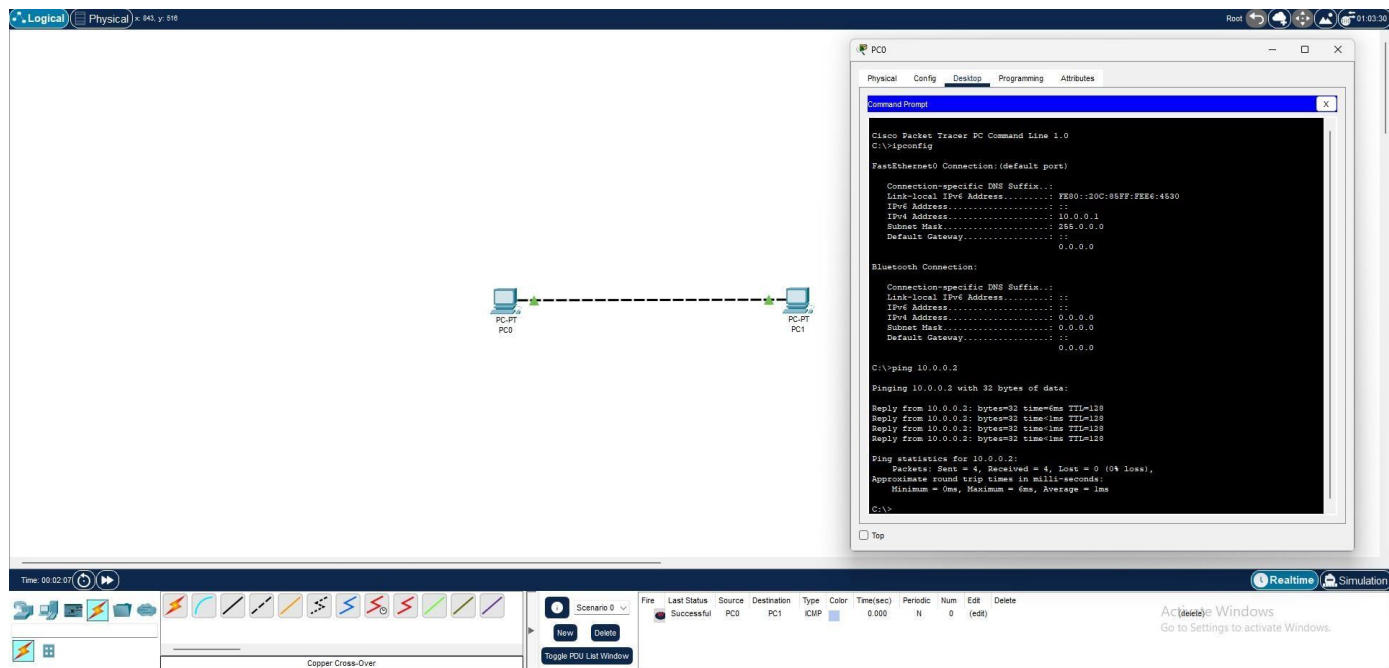 Logical Physical x: 843, y: 516 Root 01:03:30
PC0
Physical Config Desktop Programming Attributes
Command Prompt X
Cisco Packet Tracer PC Command Line 1.0
C:\>ipconfig
FastEthernet0 Connection:(default port)
Connection-specific DNS Suffix..:
Link-local IPv6 Address.........: FE80::20C:85FF:FEE6:4530
IPv6 Address....................: ::
IPv4 Address....................: 10.0.0.1
Subnet Mask.....................: 255.0.0.0
Default Gateway.................: ::
0.0.0.0
Bluetooth Connection:
Connection-specific DNS Suffix..:
Link-local IPv6 Address.........: ::
IPv6 Address....................: ::
IPv4 Address....................: 0.0.0.0
Subnet Mask.....................: 0.0.0.0
Default Gateway.................: ::
0.0.0.0
C:\>ping 10.0.0.2
Pinging 10.0.0.2 with 32 bytes of data:
Reply from 10.0.0.2: bytes=32 time=6ms TTL=128
Reply from 10.0.0.2: bytes=32 time<1ms TTL=128
Reply from 10.0.0.2: bytes=32 time<1ms TTL=128
Reply from 10.0.0.2: bytes=32 time<1ms TTL=128
Ping statistics for 10.0.0.2:
Packets: Sent = 4, Received = 4, Lost = 0 (0% loss),
Approximate round trip times in milli-seconds:
Minimum = 0ms, Maximum = 6ms, Average = 1ms
C:\>
Top
PC-PT
PC0
PC-PT
PC1
Time: 00:02:07 Realtime Simulation
Scenario 0
New Delete
Toggle PDU List Window
Fire Last Status Source Destination Type Color Time(sec) Periodic Num Edit Delete
Successful PC0 PC1 ICMP 0.000 N 0 (edit) (delete)
Activate Windows
Go to Settings to activate Windows.
Copper Cross-Over